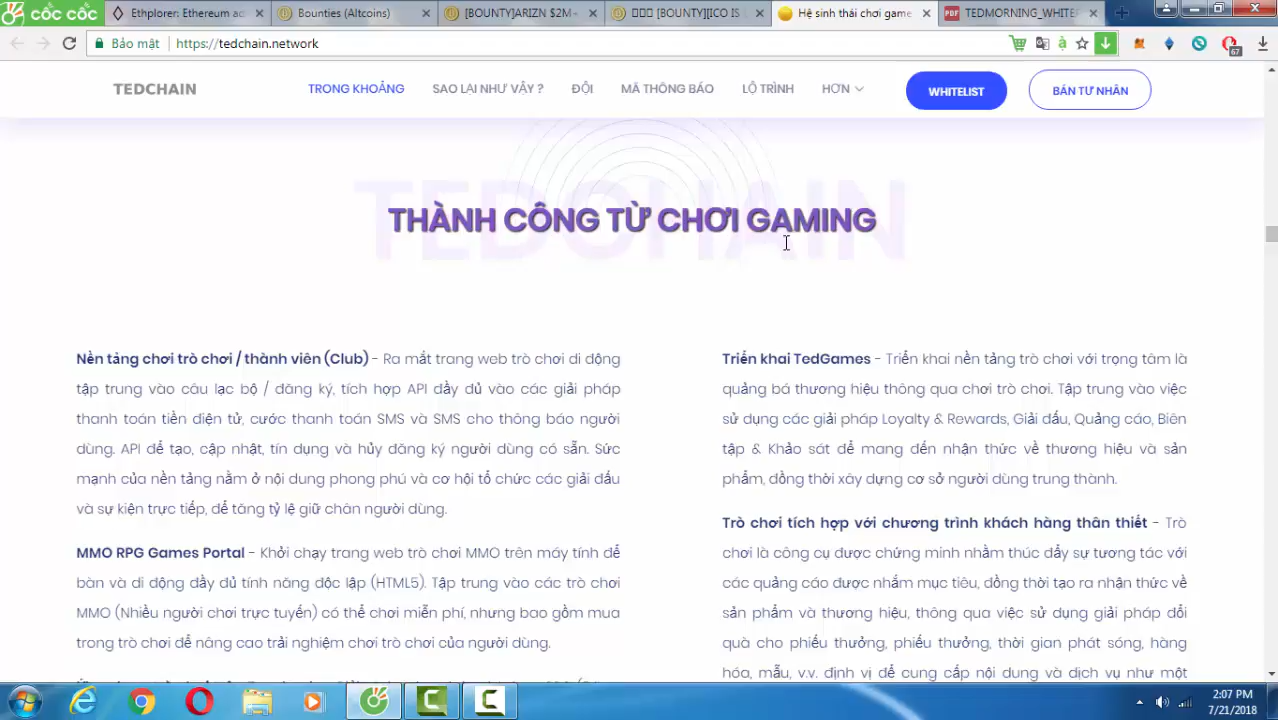 cốc cốc
Ethplorer: Ethereum ad
Bounties (Altcoins)
[BOUNTY]ARIZN $2M+
[BOUNTY][ICO IS L
Hệ sinh thái chơi game
PDF TEDMORNING_WHITEP
Bảo mật
https://tedchain.network
67
TEDCHAIN
TRONG KHOẢNG
SAO LẠI NHƯ VẬY ?
ĐỘI
MÃ THÔNG BÁO
LỘ TRÌNH
HƠN
WHITELIST
BÁN TƯ NHÂN
TEDCHAIN
THÀNH CÔNG TỪ CHƠI GAMING
Nền tảng chơi trò chơi / thành viên (Club) - Ra mắt trang web trò chơi di động
tập trung vào câu lạc bộ / đăng ký, tích hợp API đầy đủ vào các giải pháp
thanh toán tiền điện tử, cước thanh toán SMS và SMS cho thông báo người
dùng. API để tạo, cập nhật, tín dụng và hủy đăng ký người dùng có sẵn. Sức
mạnh của nền tảng nằm ở nội dung phong phú và cơ hội tổ chức các giải đấu
và sự kiện trực tiếp, để tăng tỷ lệ giữ chân người dùng.
MMO RPG Games Portal - Khởi chạy trang web trò chơi MMO trên máy tính để
bàn và di động đầy đủ tính năng độc lập (HTML5). Tập trung vào các trò chơi
MMO (Nhiều người chơi trực tuyến) có thể chơi miễn phí, nhưng bao gồm mua
trong trò chơi để nâng cao trải nghiệm chơi trò chơi của người dùng.
Triển khai TedGames - Triển khai nền tảng trò chơi với trọng tâm là
quảng bá thương hiệu thông qua chơi trò chơi. Tập trung vào việc
sử dụng các giải pháp Loyalty & Rewards, Giải đấu, Quảng cáo, Biên
tập & Khảo sát để mang đến nhận thức về thương hiệu và sản
phẩm, đồng thời xây dựng cơ sở người dùng trung thành.
Trò chơi tích hợp với chương trình khách hàng thân thiết - Trò
chơi là công cụ được chứng minh nhằm thúc đẩy sự tương tác với
các quảng cáo được nhắm mục tiêu, đồng thời tạo ra nhận thức về
sản phẩm và thương hiệu, thông qua việc sử dụng giải pháp đổi
quà cho phiếu thưởng, phiếu thưởng, thời gian phát sóng, hàng
hóa, mẫu, v.v. định vị để cung cấp nội dung và dịch vụ như một
2:07 PM
7/21/2018